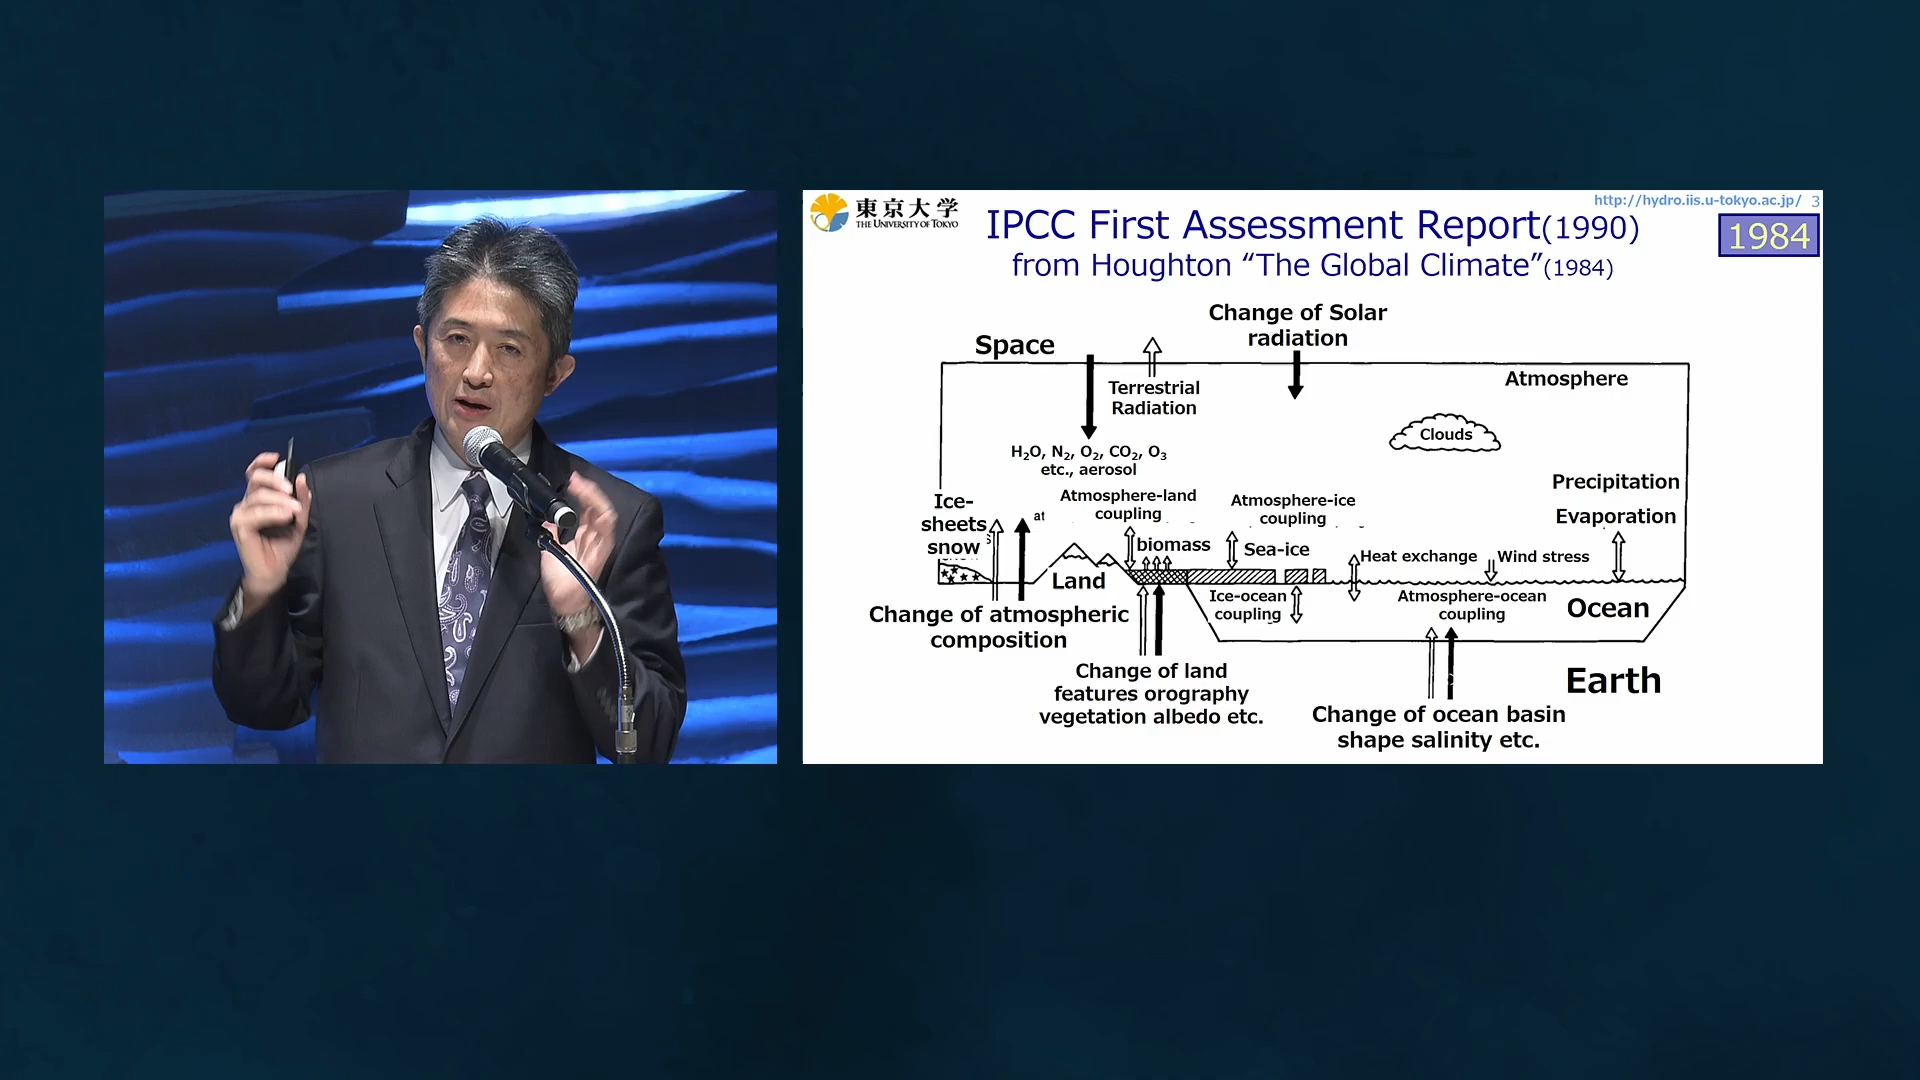 東京大学
THE UNIVERSITY OF TOKYO
http://hydro.iis.u-tokyo.ac.jp/ 3
IPCC First Assessment Report(1990)
1984
from Houghton “The Global Climate”(1984)
Change of Solar
radiation
Space
Atmosphere
Terrestrial
Radiation
Clouds
H₂O, N₂, O₂, CO₂, O₃
etc., aerosol
Precipitation
Evaporation
Atmosphere-land
coupling
Atmosphere-ice
coupling
Ice-
sheets
snow
at
biomass
Sea-ice
Heat exchange
Wind stress
Land
Ice-ocean
coupling
Atmosphere-ocean
coupling
Ocean
Change of atmospheric
composition
Change of land
features orography
vegetation albedo etc.
Earth
Change of ocean basin
shape salinity etc.